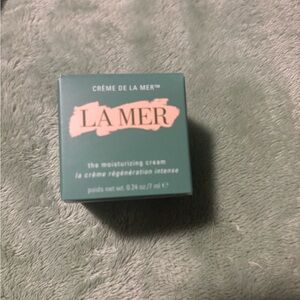 CRÈME DE LA MER™
LA MER
the moisturizing cream
la crème régénération intense
poids net wt. 0.24 oz/7 ml ℮